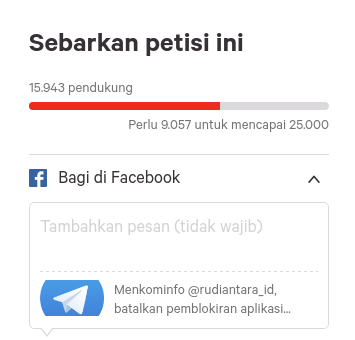 Sebarkan petisi ini
15.943 pendukung
Perlu 9.057 untuk mencapai 25.000
Bagi di Facebook
Tambahkan pesan (tidak wajib)
Menkominfo @rudiantara_id,
batalkan pemblokiran aplikasi...